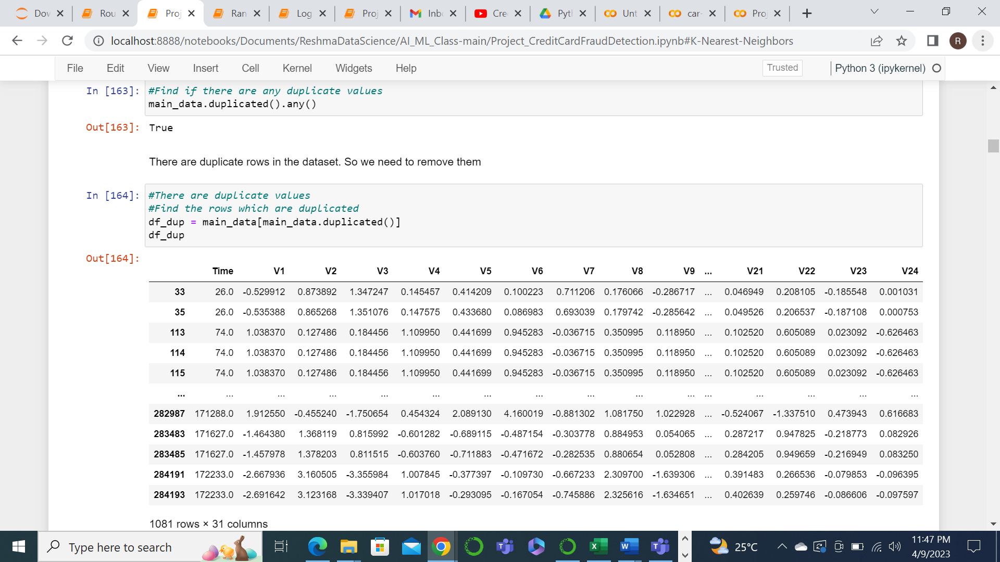 Dov Rou Proj Ran Log Proj Inb Cre Pyt Unt car- Pro
localhost:8888/notebooks/Documents/ReshmaDataScience/AI_ML_Class-main/Project_CreditCardFraudDetection.ipynb#K-Nearest-Neighbors R
File Edit View Insert Cell Kernel Widgets Help Trusted Python 3 (ipykernel)
In [163]: #Find if there are any duplicate values
main_data.duplicated().any()
Out[163]: True
There are duplicate rows in the dataset. So we need to remove them
In [164]: #There are duplicate values
#Find the rows which are duplicated
df_dup = main_data[main_data.duplicated()]
df_dup
Out[164]:
Time V1 V2 V3 V4 V5 V6 V7 V8 V9 ... V21 V22 V23 V24
33 26.0 -0.529912 0.873892 1.347247 0.145457 0.414209 0.100223 0.711206 0.176066 -0.286717 ... 0.046949 0.208105 -0.185548 0.001031
35 26.0 -0.535388 0.865268 1.351076 0.147575 0.433680 0.086983 0.693039 0.179742 -0.285642 ... 0.049526 0.206537 -0.187108 0.000753
113 74.0 1.038370 0.127486 0.184456 1.109950 0.441699 0.945283 -0.036715 0.350995 0.118950 ... 0.102520 0.605089 0.023092 -0.626463
114 74.0 1.038370 0.127486 0.184456 1.109950 0.441699 0.945283 -0.036715 0.350995 0.118950 ... 0.102520 0.605089 0.023092 -0.626463
115 74.0 1.038370 0.127486 0.184456 1.109950 0.441699 0.945283 -0.036715 0.350995 0.118950 ... 0.102520 0.605089 0.023092 -0.626463
... ... ... ... ... ... ... ... ... ... ... ... ... ... ... ...
282987 171288.0 1.912550 -0.455240 -1.750654 0.454324 2.089130 4.160019 -0.881302 1.081750 1.022928 ... -0.524067 -1.337510 0.473943 0.616683
283483 171627.0 -1.464380 1.368119 0.815992 -0.601282 -0.689115 -0.487154 -0.303778 0.884953 0.054065 ... 0.287217 0.947825 -0.218773 0.082926
283485 171627.0 -1.457978 1.378203 0.811515 -0.603760 -0.711883 -0.471672 -0.282535 0.880654 0.052808 ... 0.284205 0.949659 -0.216949 0.083250
284191 172233.0 -2.667936 3.160505 -3.355984 1.007845 -0.377397 -0.109730 -0.667233 2.309700 -1.639306 ... 0.391483 0.266536 -0.079853 -0.096395
284193 172233.0 -2.691642 3.123168 -3.339407 1.017018 -0.293095 -0.167054 -0.745886 2.325616 -1.634651 ... 0.402639 0.259746 -0.086606 -0.097597
1081 rows × 31 columns
Type here to search 25°C 11:47 PM
4/9/2023